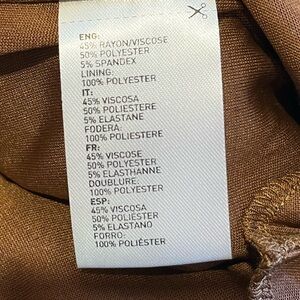 ENG:
45% RAYON/VISCOSE
50% POLYESTER
5% SPANDEX
LINING:
100% POLYESTER
IT:
45% VISCOSA
50% POLIESTERE
5% ELASTANE
FODERA:
100% POLIESTERE
FR:
45% VISCOSE
50% POLYESTER
5% ELASTHANNE
DOUBLURE:
100% POLYESTER
ESP:
45% VISCOSA
50% POLIÉSTER
5% ELASTANO
FORRO:
100% POLIÉSTER